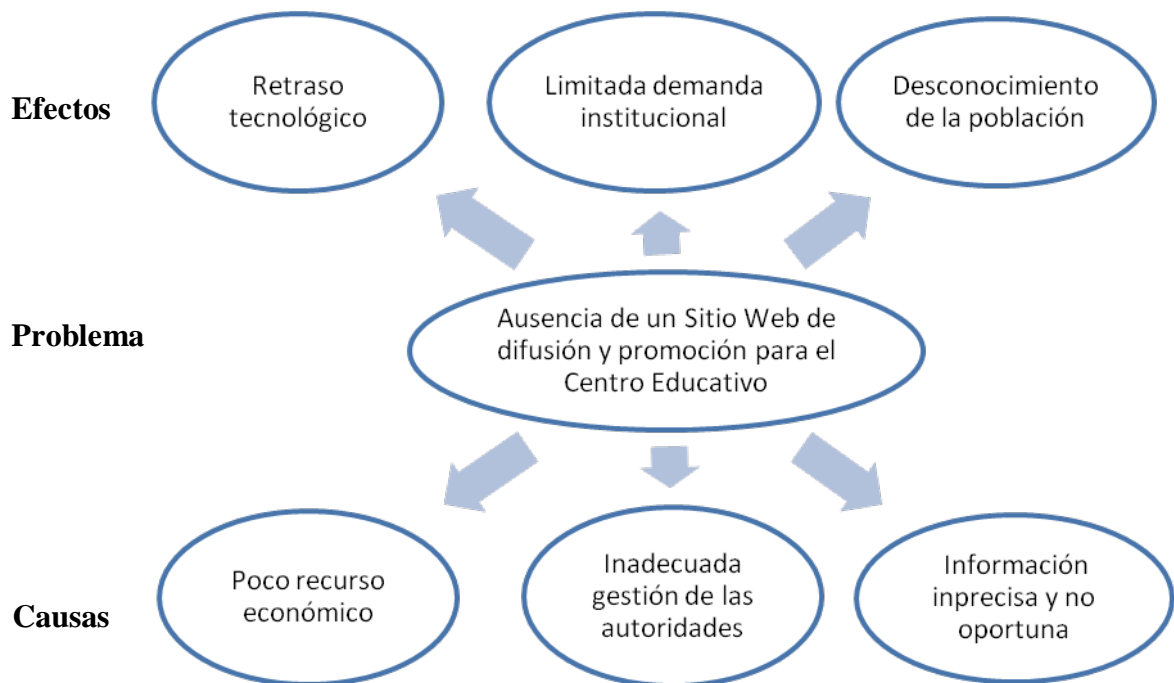 Efectos
Retraso
tecnológico
Limitada demanda
institucional
Desconocimiento
de la población
Problema
Ausencia de un Sitio Web de
difusión y promoción para el
Centro Educativo
Causas
Poco recurso
económico
Inadecuada
gestión de las
autoridades
Información
inprecisa y no
oportuna